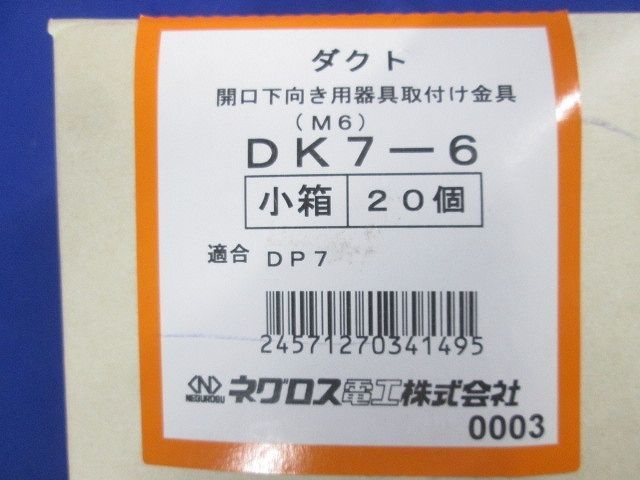 ダクト
開口下向き用器具取付け金具
(M6)
DK7-6
小箱 20個
適合 DP7
24571270341495
NEGUROSU ネグロス電工株式会社
0003